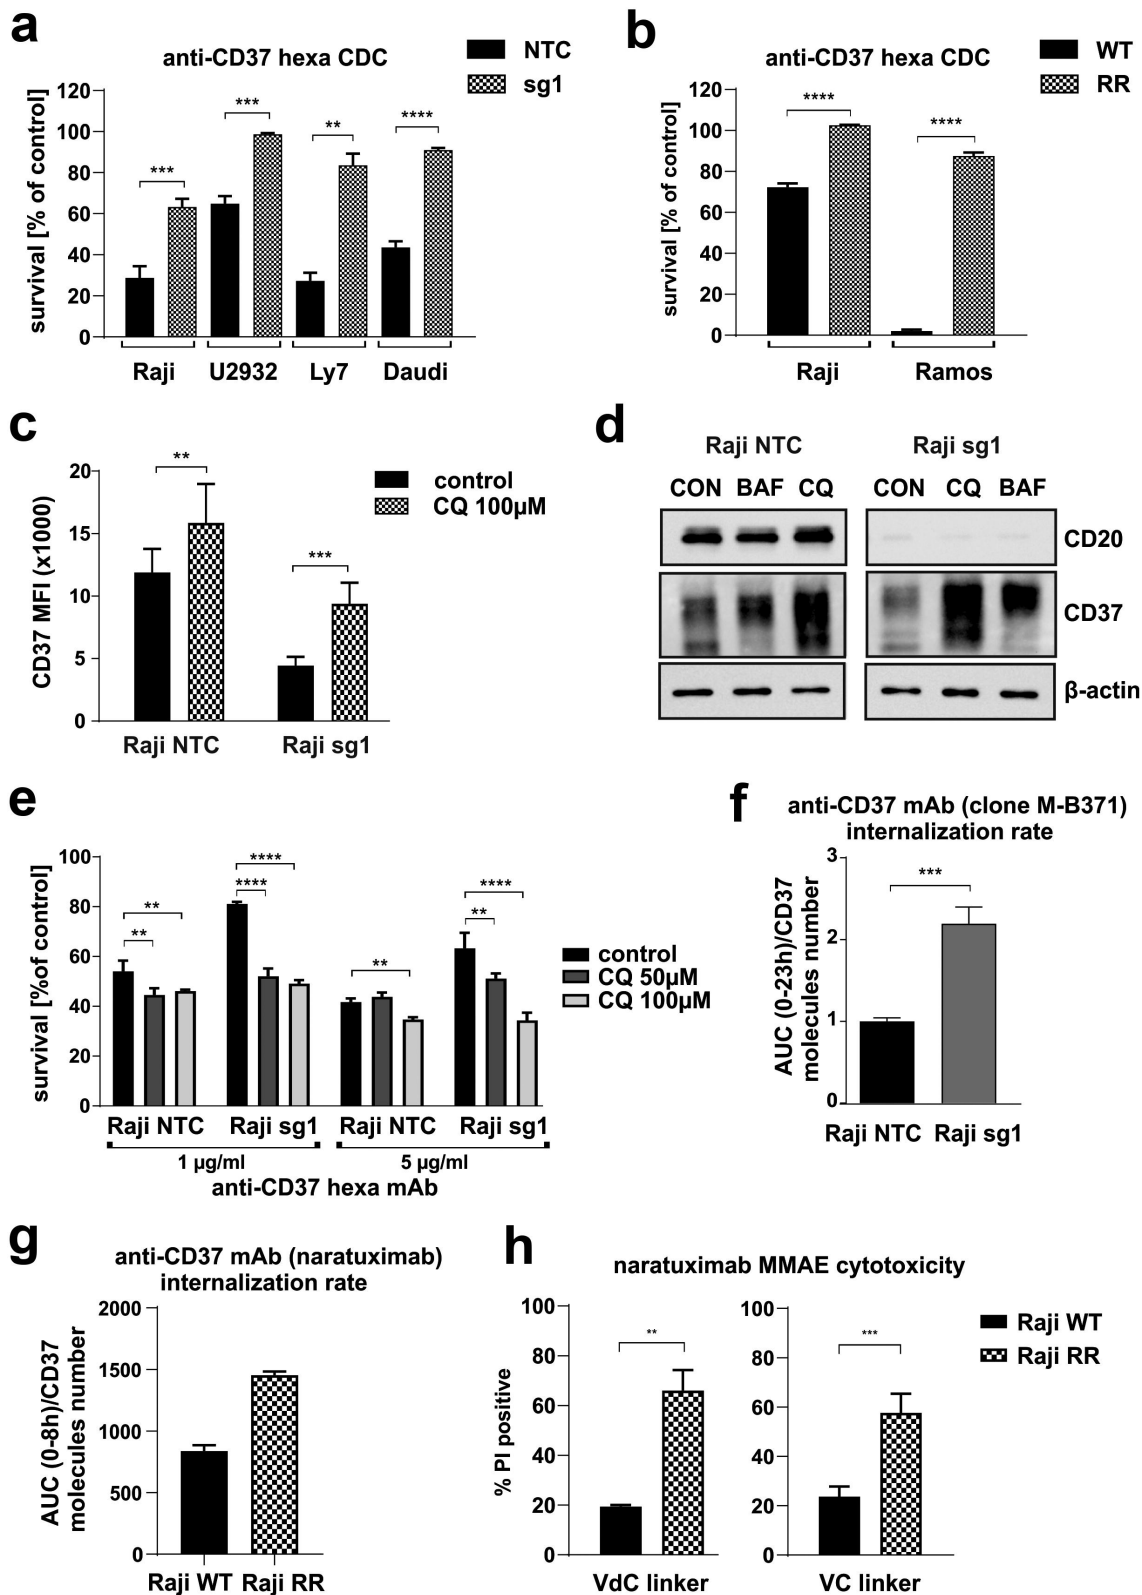 a
anti-CD37 hexa CDC
NTC
sg1
survival [% of control]
120
100
80
60
40
20
0
***
***
**
****
Raji U2932 Ly7 Daudi
b
anti-CD37 hexa CDC
WT
RR
survival [% of control]
120
100
80
60
40
20
0
****
****
Raji Ramos
c
control
CQ 100µM
CD37 MFI (x1000)
20
15
10
5
0
**
***
Raji NTC Raji sg1
d
Raji NTC Raji sg1
CON BAF CQ CON CQ BAF
CD20
CD37
β-actin
e
survival [%of control]
100
80
60
40
20
0
**
**
****
****
**
****
**
control
CQ 50µM
CQ 100µM
Raji NTC Raji sg1 Raji NTC Raji sg1
1 µg/ml 5 µg/ml
anti-CD37 hexa mAb
f
anti-CD37 mAb (clone M-B371)
internalization rate
AUC (0-23h)/CD37
molecules number
3
2
1
0
***
Raji NTC Raji sg1
g
anti-CD37 mAb (naratuximab)
internalization rate
AUC (0-8h)/CD37
molecules number
2000
1500
1000
500
0
Raji WT Raji RR
h
naratuximab MMAE cytotoxicity
% PI positive
100
80
60
40
20
0
**
VdC linker
100
80
60
40
20
0
***
VC linker
Raji WT
Raji RR